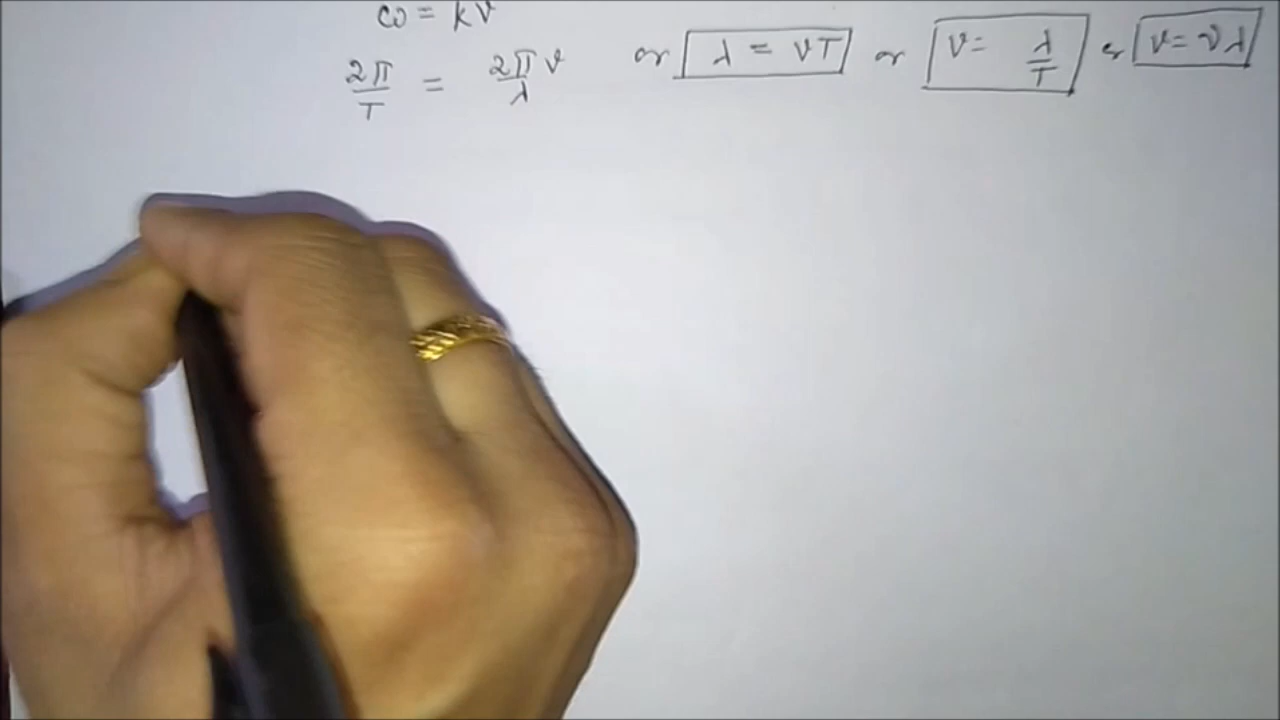 ω = kv
2π/T = 2π/λ v or λ = vT or v = λ/T or v = νλ